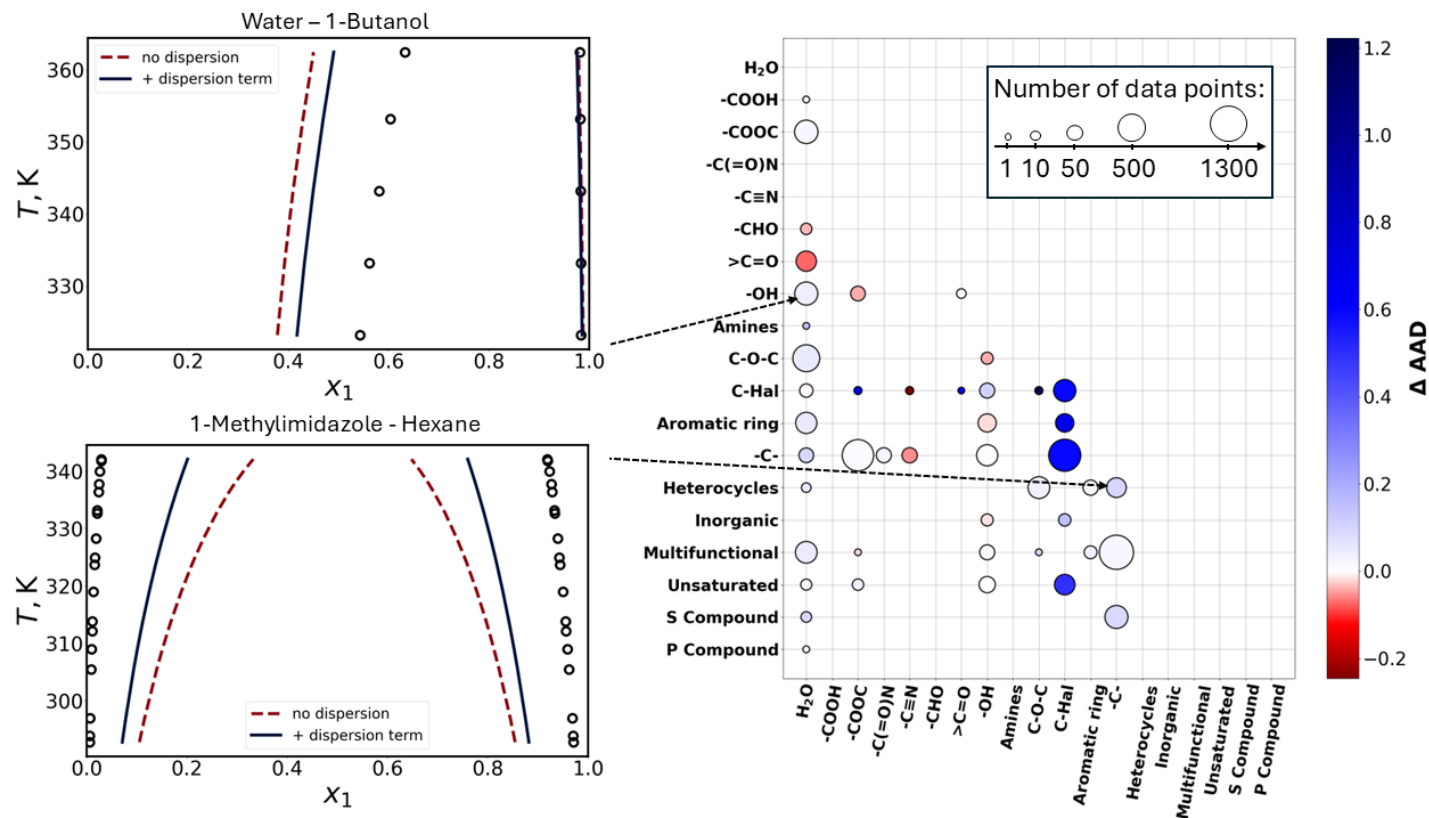 Water – 1-Butanol
no dispersion
+ dispersion term
360
350
340
330
T, K
0.0 0.2 0.4 0.6 0.8 1.0
x₁
1-Methylimidazole - Hexane
340
330
320
310
300
T, K
no dispersion
+ dispersion term
0.0 0.2 0.4 0.6 0.8 1.0
x₁
H₂O
-COOH
-COOC
-C(=O)N
-C≡N
-CHO
>C=O
-OH
Amines
C-O-C
C-Hal
Aromatic ring
-C-
Heterocycles
Inorganic
Multifunctional
Unsaturated
S Compound
P Compound
Number of data points:
1 10 50 500 1300
H₂O
-COOH
-COOC
-C(=O)N
-C≡N
-CHO
>C=O
-OH
Amines
C-O-C
C-Hal
Aromatic ring
-C-
Heterocycles
Inorganic
Multifunctional
Unsaturated
S Compound
P Compound
1.2
1.0
0.8
0.6
0.4
0.2
0.0
−0.2
Δ AAD